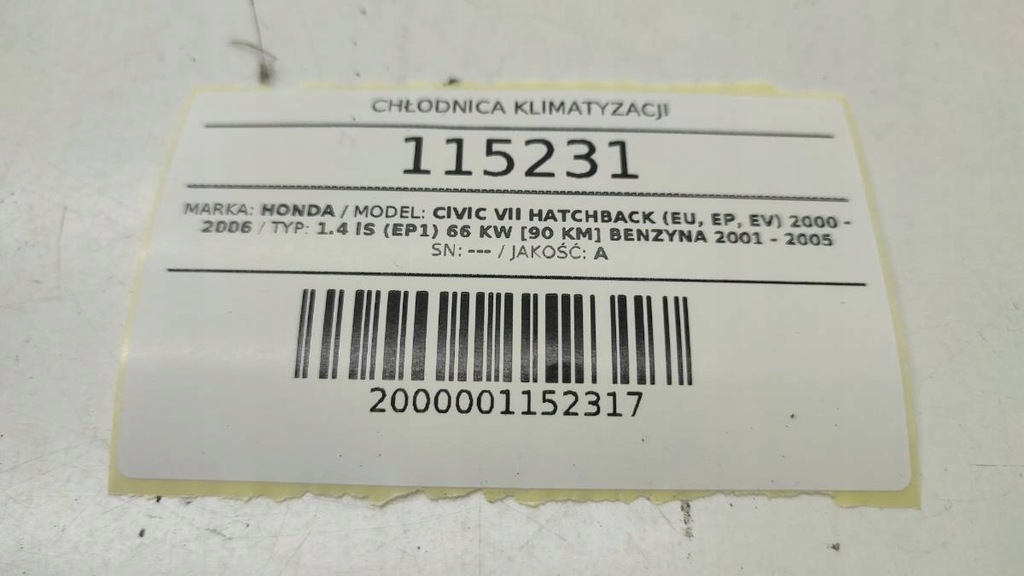 CHŁODNICA KLIMATYZACJI
115231
MARKA: HONDA / MODEL: CIVIC VII HATCHBACK (EU, EP, EV) 2000 -
2006 / TYP: 1.4 IS (EP1) 66 KW [90 KM] BENZYNA 2001 - 2005
SN: --- / JAKOŚĆ: A
2000001152317